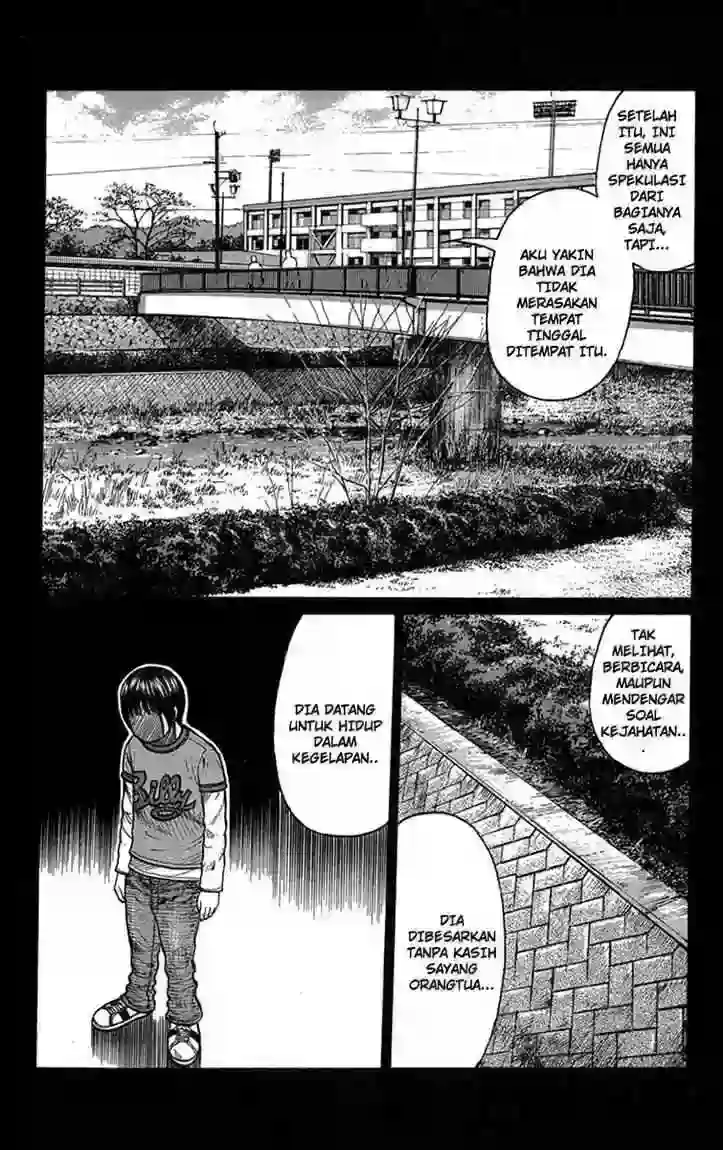 SETELAH
ITU, INI
SEMUA
HANYA
SPEKULASI
DARI
BAGIANYA
SAJA,
TAPI...
AKU YAKIN
BAHWA DIA
TIDAK
MERASAKAN
TEMPAT
TINGGAL
DITEMPAT ITU.
TAK
MELIHAT,
BERBICARA,
MAUPUN
MENDENGAR
SOAL
KEJAHATAN..
DIA
DIBESARKAN
TANPA KASIH
SAYANG
ORANGTUA...
DIA DATANG
UNTUK HIDUP
DALAM
KEGELAPAN..
Billy